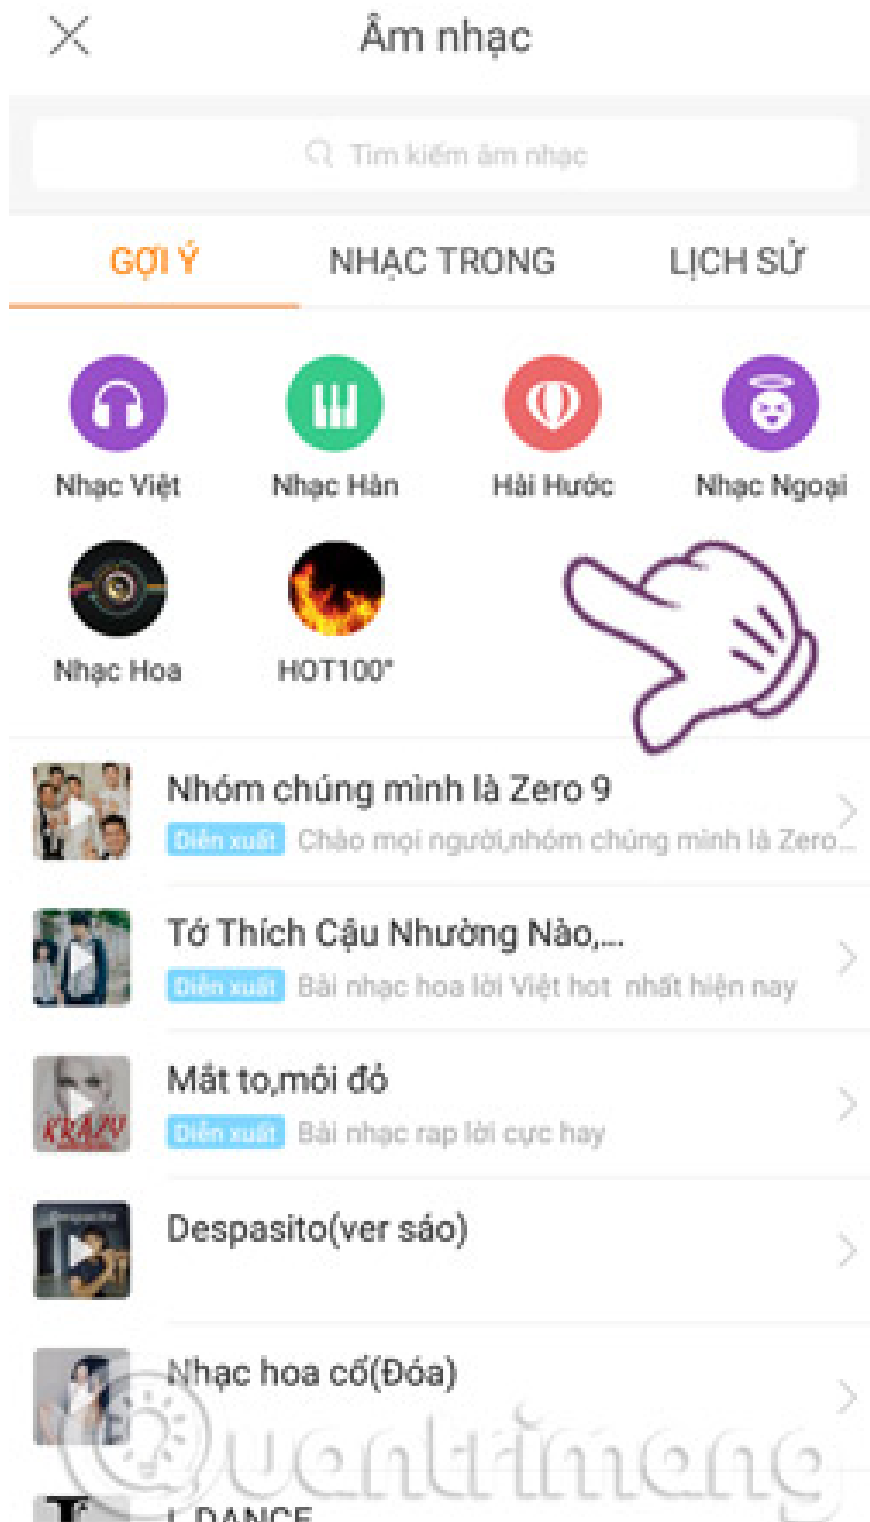 Âm nhạc
Tìm kiếm âm nhạc
GỢI Ý NHẠC TRONG LỊCH SỬ
Nhạc Việt Nhạc Hàn Hài Hước Nhạc Ngoại
Nhạc Hoa HOT100°
Nhóm chúng mình là Zero 9
Diễn xuất Chào mọi người,nhóm chúng mình là Zero...
Tớ Thích Cậu Nhường Nào,...
Diễn xuất Bài nhạc hoa lời Việt hot nhất hiện nay
Mắt to,môi đỏ
KRAZY
Diễn xuất Bài nhạc rap lời cực hay
Despacito
Despasito(ver sáo)
Nhạc hoa cổ(Đóa)
Quantrimang
DANCE